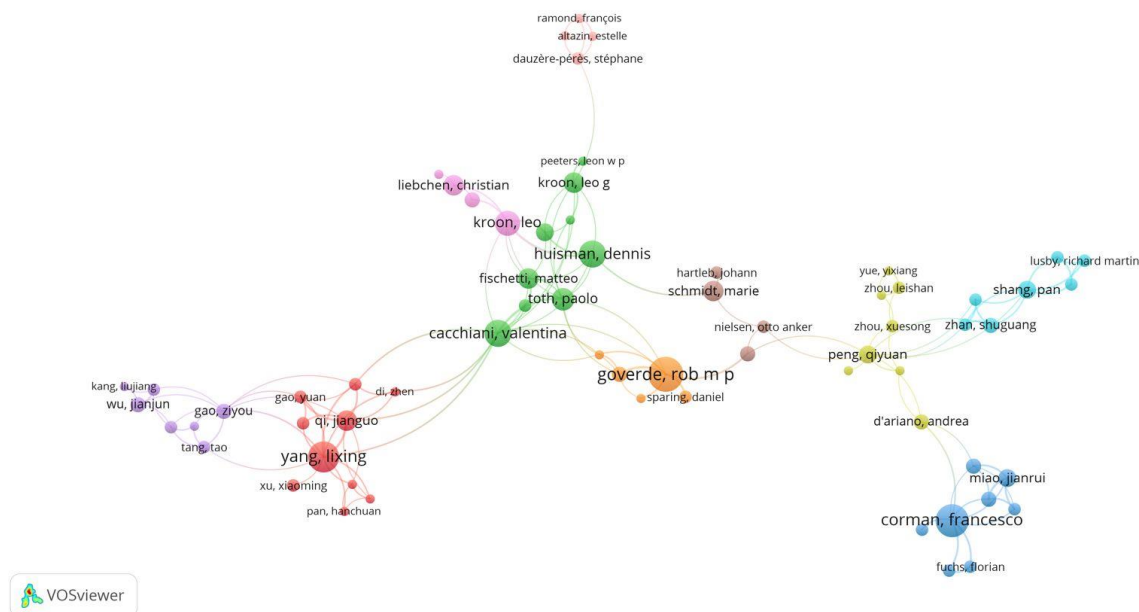 ramond, françois
altazin, estelle
dauzère-pérès, stéphane
peeters, leon w p
kroon, leo g
liebchen, christian
kroon, leo
huisman, dennis
fischetti, matteo
toth, paolo
cacchiani, valentina
hartleb, johann
schmidt, marie
nielsen, otto anker
goverde, rob m p
sparing, daniel
yue, yixiang
zhou, leishan
zhou, xuesong
peng, qiyuan
lusby, richard martin
shang, pan
zhan, shuguang
d'ariano, andrea
miao, jianrui
corman, francesco
fuchs, florian
kang, liujiang
wu, jianjun
gao, ziyou
tang, tao
gao, yuan
di, zhen
qi, jianguo
yang, lixing
xu, xiaoming
pan, hanchuan
VOSviewer